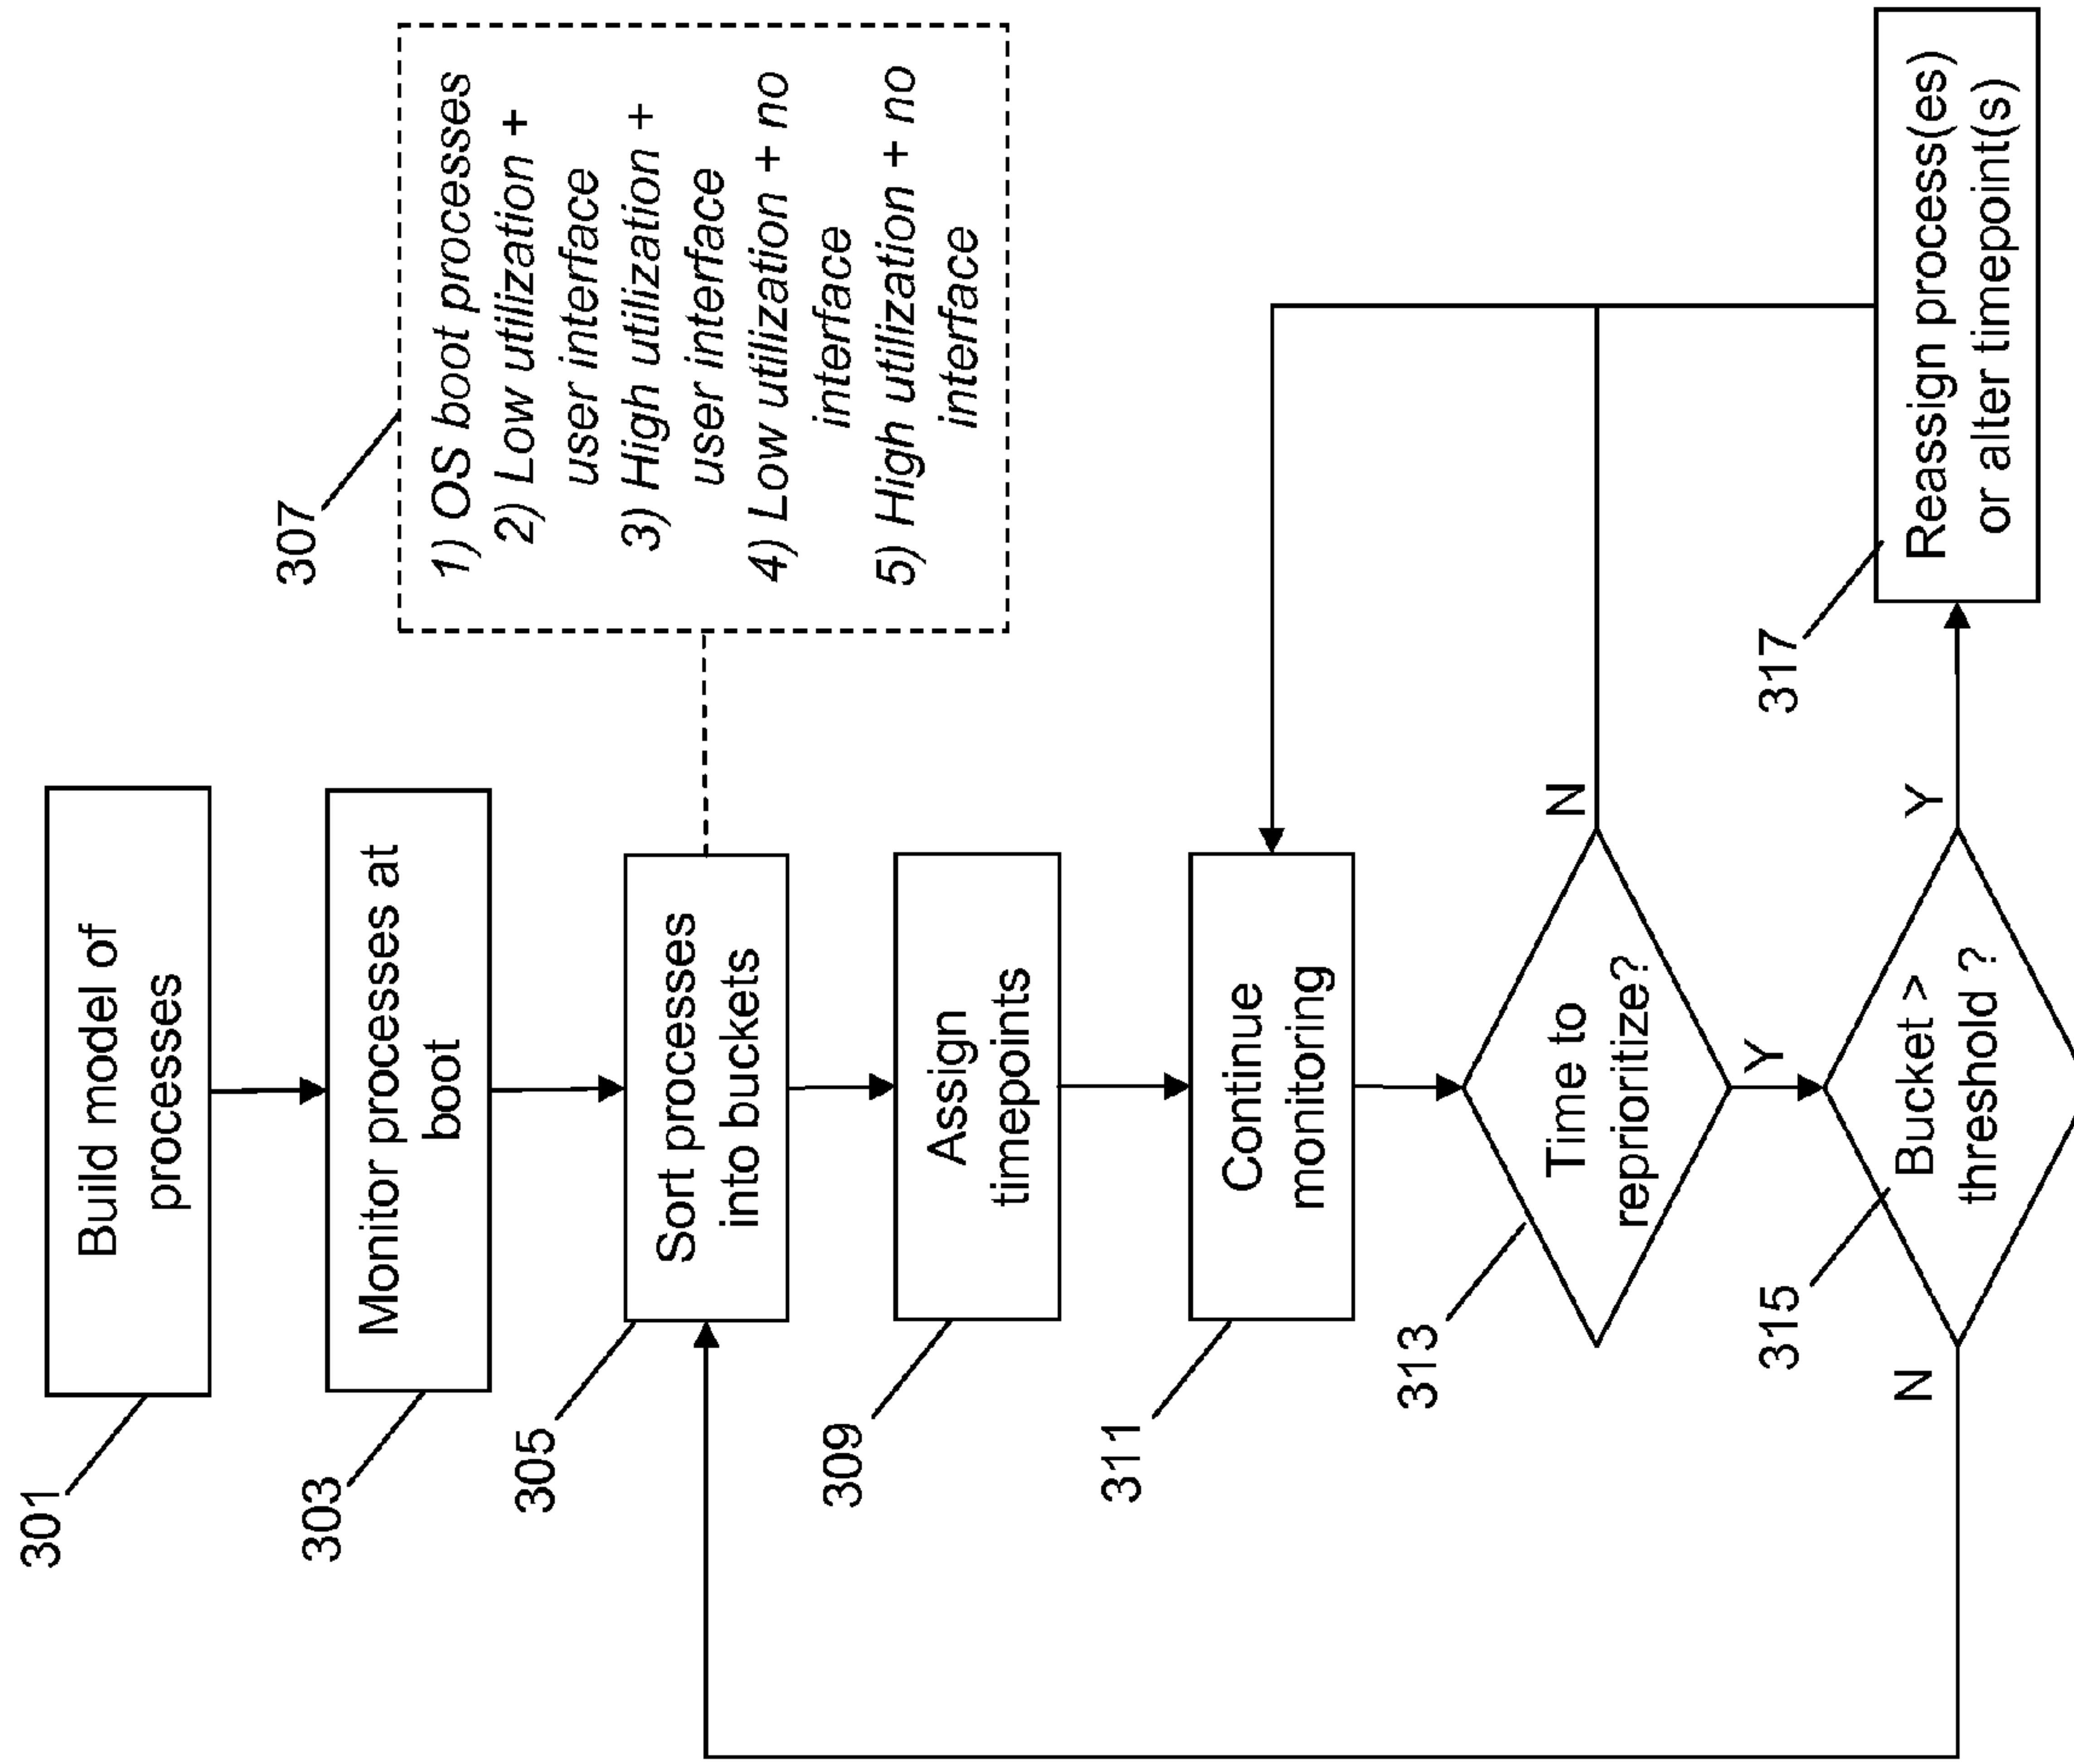 301
Build model of
processes
303
Monitor processes at
boot
305
Sort processes
into buckets
307
1) OS boot processes
2) Low utilization +
user interface
3) High utilization +
user interface
4) Low utilization + no
interface
5) High utilization + no
interface
309
Assign
timepoints
311
Continue
monitoring
313
Time to
reprioritize?
N
Y
315
Bucket >
threshold ?
N
Y
317
Reassign process(es)
or alter timepoint(s)